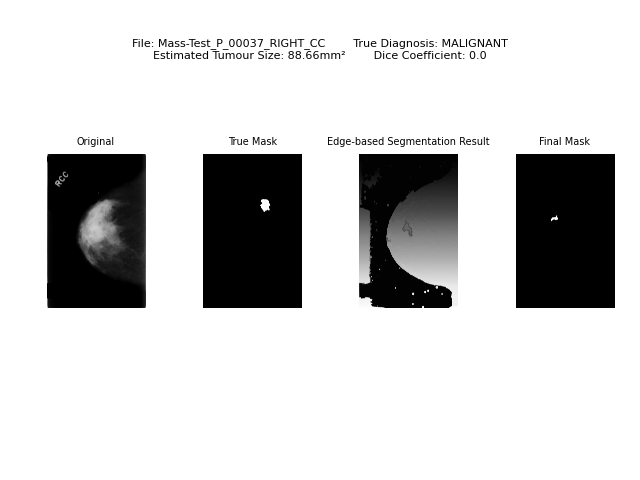 File: Mass-Test_P_00037_RIGHT_CC True Diagnosis: MALIGNANT
Estimated Tumour Size: 88.66mm² Dice Coefficient: 0.0
Original True Mask Edge-based Segmentation Result Final Mask
RCC